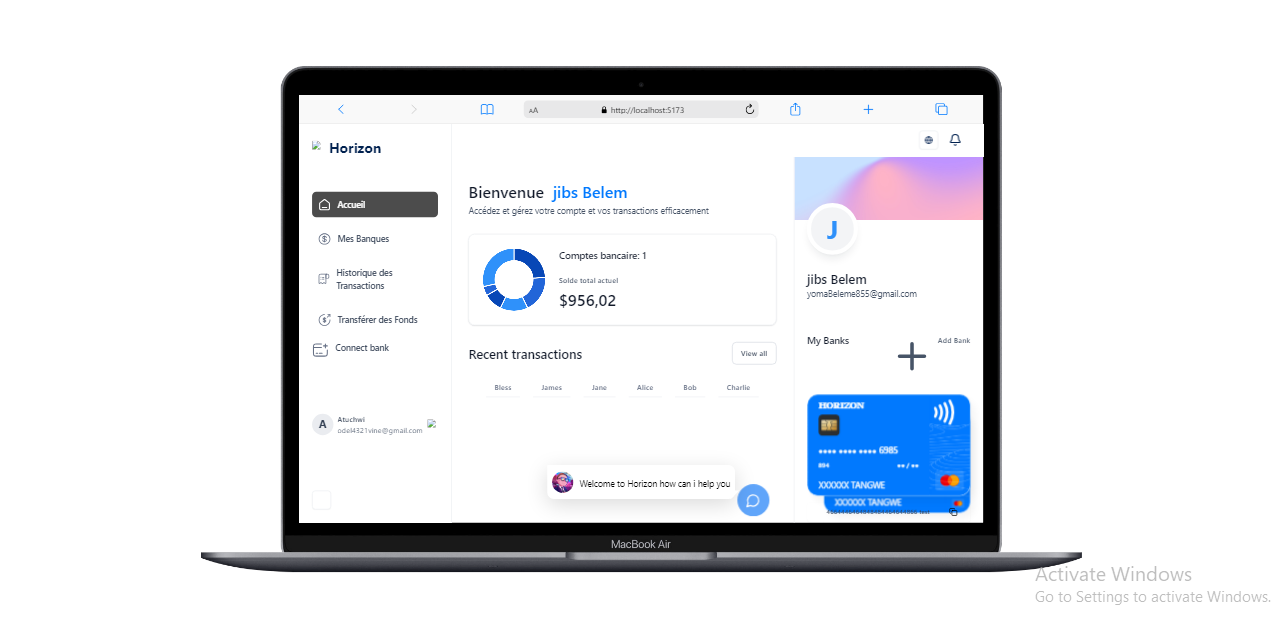 AA http://localhost:5173
Horizon
Accueil
Mes Banques
Historique des
Transactions
Transférer des Fonds
Connect bank
A
Atuchwi
odel4321vine@gmail.com
Bienvenue jibs Belem
Accédez et gérez votre compte et vos transactions efficacement
Comptes bancaire: 1
Solde total actuel
$956,02
Recent transactions
View all
Bless James Jane Alice Bob Charlie
Welcome to Horizon how can i help you
J
jibs Belem
yomaBeleme855@gmail.com
My Banks
Add Bank
HORIZON
•••• •••• •••• 6985
894 ••/••
XXXXXX TANGWE
XXXXXX TANGWE
MacBook Air
Activate Windows
Go to Settings to activate Windows.